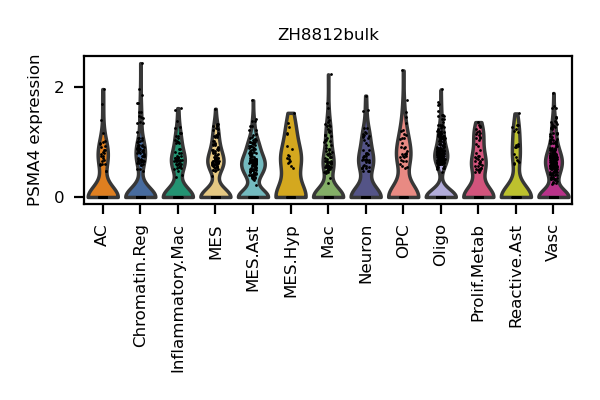 ZH8812bulk
PSMA4 expression
2
0
AC
Chromatin.Reg
Inflammatory.Mac
MES
MES.Ast
MES.Hyp
Mac
Neuron
OPC
Oligo
Prolif.Metab
Reactive.Ast
Vasc